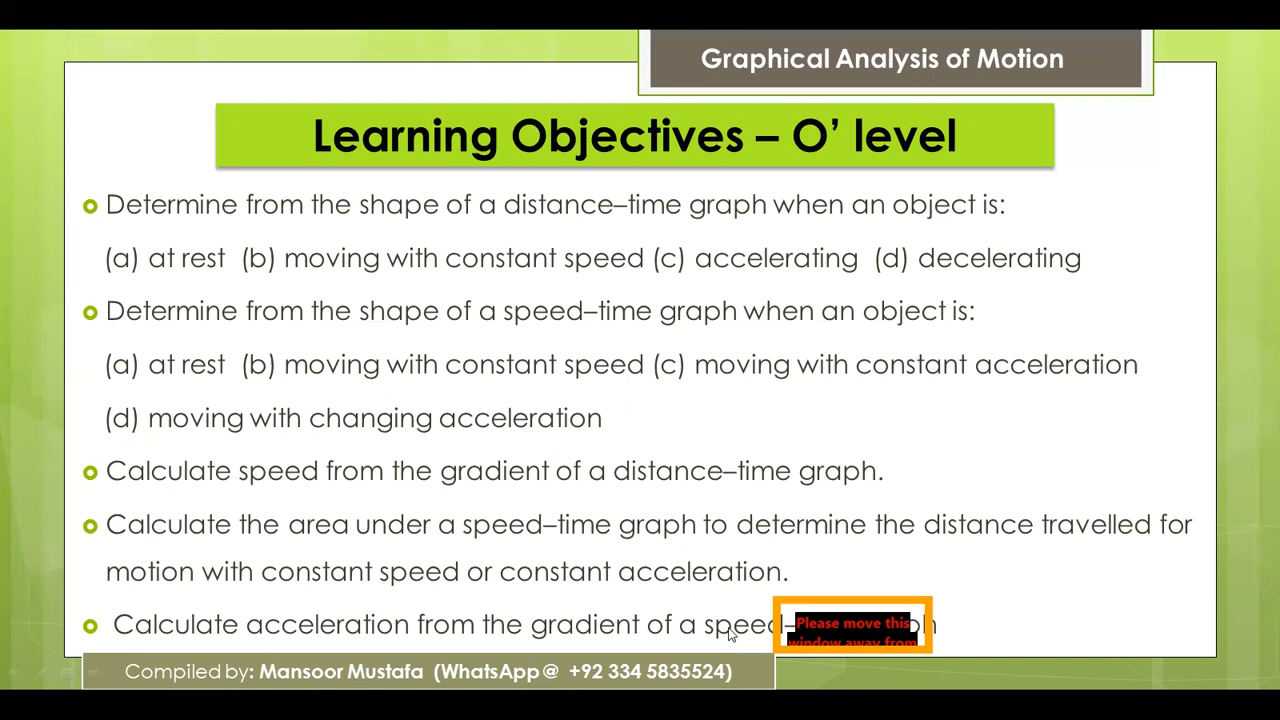 Graphical Analysis of Motion
Learning Objectives – O’ level
Determine from the shape of a distance–time graph when an object is:
(a) at rest (b) moving with constant speed (c) accelerating (d) decelerating
Determine from the shape of a speed–time graph when an object is:
(a) at rest (b) moving with constant speed (c) moving with constant acceleration
(d) moving with changing acceleration
Calculate speed from the gradient of a distance–time graph.
Calculate the area under a speed–time graph to determine the distance travelled for
motion with constant speed or constant acceleration.
Calculate acceleration from the gradient of a speed–
Please move this
window away from
Compiled by: Mansoor Mustafa (WhatsApp @ +92 334 5835524)